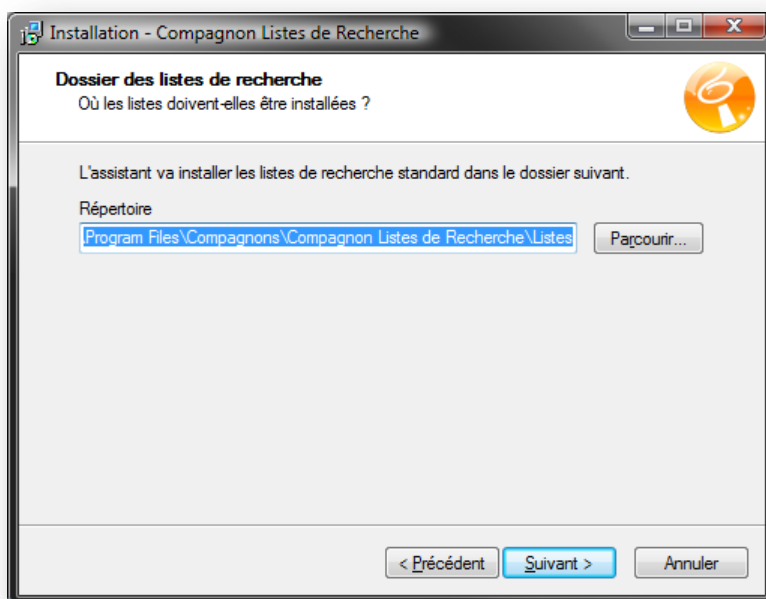 Installation - Compagnon Listes de Recherche
Dossier des listes de recherche
Où les listes doivent-elles être installées ?
L'assistant va installer les listes de recherche standard dans le dossier suivant.
Répertoire
Program Files\Compagnons\Compagnon Listes de Recherche\Listes
Parcourir...
< Précédent
Suivant >
Annuler